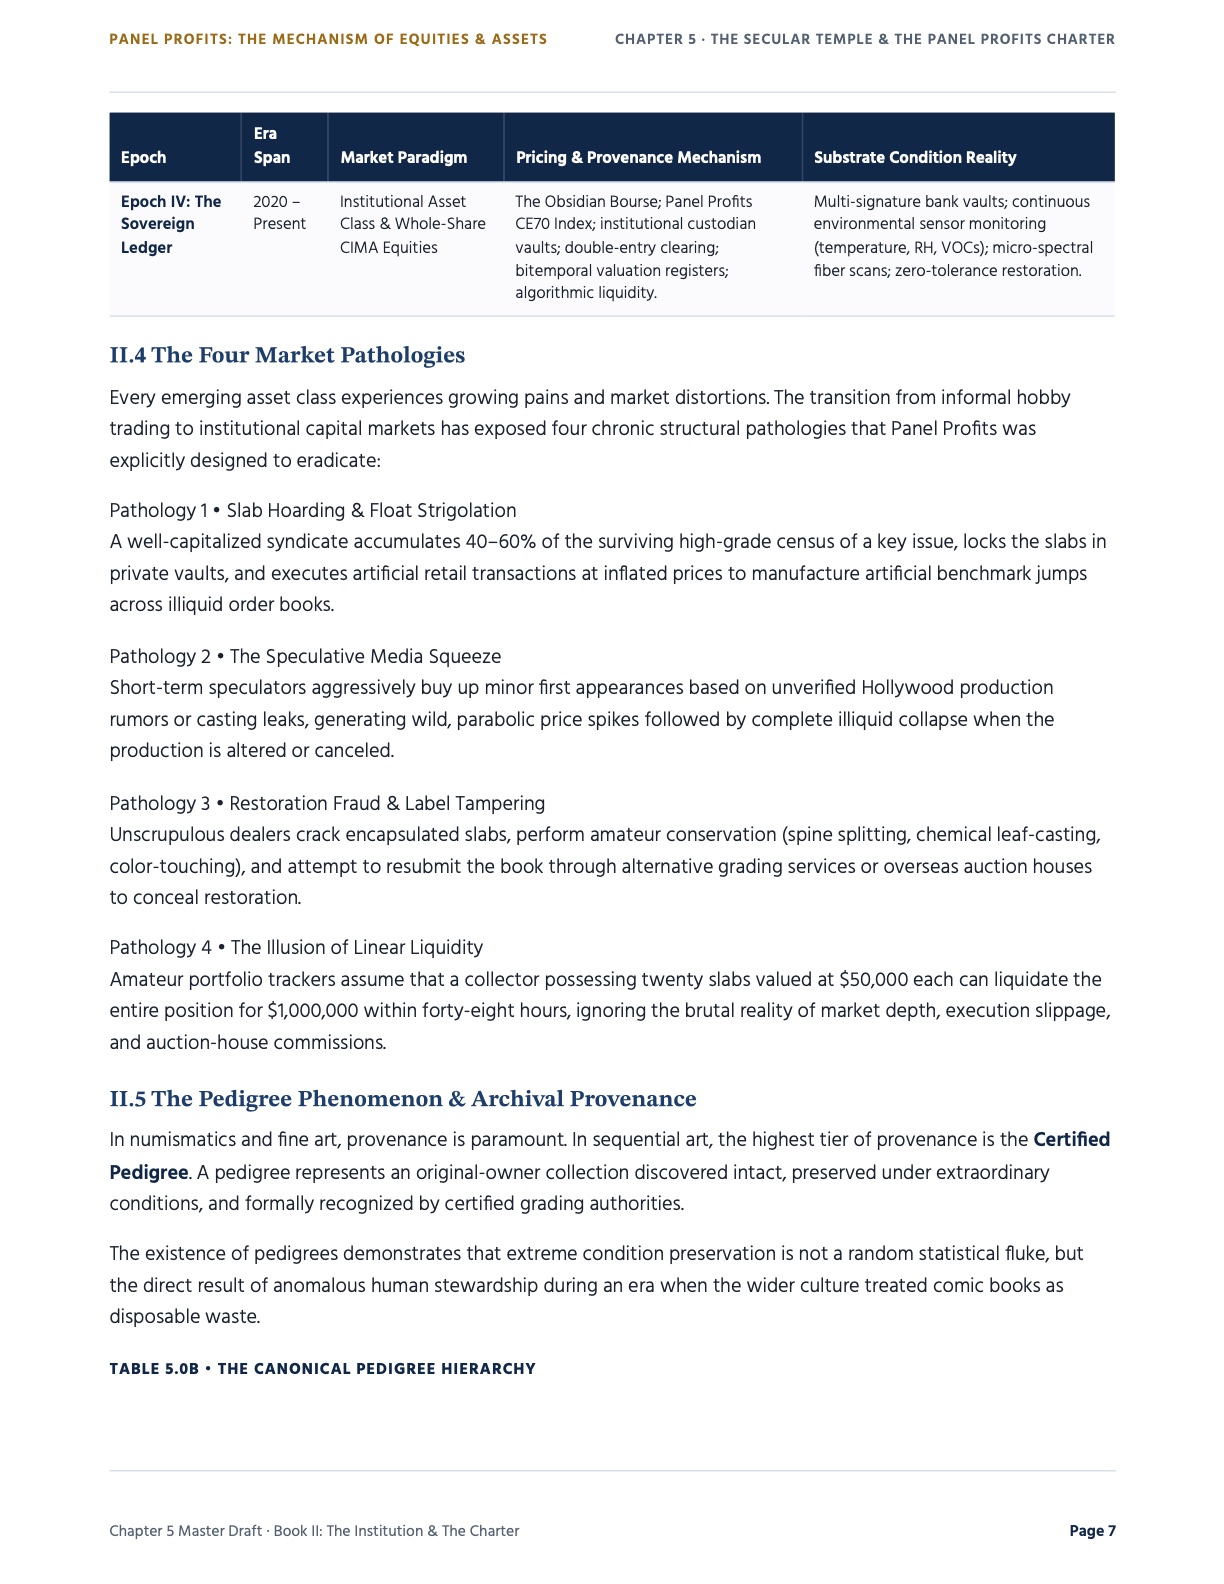 PANEL PROFITS: THE MECHANISM OF EQUITIES & ASSETS
CHAPTER 5 · THE SECULAR TEMPLE & THE PANEL PROFITS CHARTER
Epoch
Era
Span
Market Paradigm
Pricing & Provenance Mechanism
Substrate Condition Reality
Epoch IV: The
Sovereign
Ledger
2020 –
Present
Institutional Asset
Class & Whole-Share
CIMA Equities
The Obsidian Bourse; Panel Profits
CE70 Index; institutional custodian
vaults; double-entry clearing;
bitemporal valuation registers;
algorithmic liquidity.
Multi-signature bank vaults; continuous
environmental sensor monitoring
(temperature, RH, VOCs); micro-spectral
fiber scans; zero-tolerance restoration.
II.4 The Four Market Pathologies
Every emerging asset class experiences growing pains and market distortions. The transition from informal hobby
trading to institutional capital markets has exposed four chronic structural pathologies that Panel Profits was
explicitly designed to eradicate:
Pathology 1 • Slab Hoarding & Float Strigolation
A well-capitalized syndicate accumulates 40–60% of the surviving high-grade census of a key issue, locks the slabs in
private vaults, and executes artificial retail transactions at inflated prices to manufacture artificial benchmark jumps
across illiquid order books.
Pathology 2 • The Speculative Media Squeeze
Short-term speculators aggressively buy up minor first appearances based on unverified Hollywood production
rumors or casting leaks, generating wild, parabolic price spikes followed by complete illiquid collapse when the
production is altered or canceled.
Pathology 3 • Restoration Fraud & Label Tampering
Unscrupulous dealers crack encapsulated slabs, perform amateur conservation (spine splitting, chemical leaf-casting,
color-touching), and attempt to resubmit the book through alternative grading services or overseas auction houses
to conceal restoration.
Pathology 4 • The Illusion of Linear Liquidity
Amateur portfolio trackers assume that a collector possessing twenty slabs valued at $50,000 each can liquidate the
entire position for $1,000,000 within forty-eight hours, ignoring the brutal reality of market depth, execution slippage,
and auction-house commissions.
II.5 The Pedigree Phenomenon & Archival Provenance
In numismatics and fine art, provenance is paramount. In sequential art, the highest tier of provenance is the Certified
Pedigree. A pedigree represents an original-owner collection discovered intact, preserved under extraordinary
conditions, and formally recognized by certified grading authorities.
The existence of pedigrees demonstrates that extreme condition preservation is not a random statistical fluke, but
the direct result of anomalous human stewardship during an era when the wider culture treated comic books as
disposable waste.
TABLE 5.0B • THE CANONICAL PEDIGREE HIERARCHY
Chapter 5 Master Draft · Book II: The Institution & The Charter
Page 7